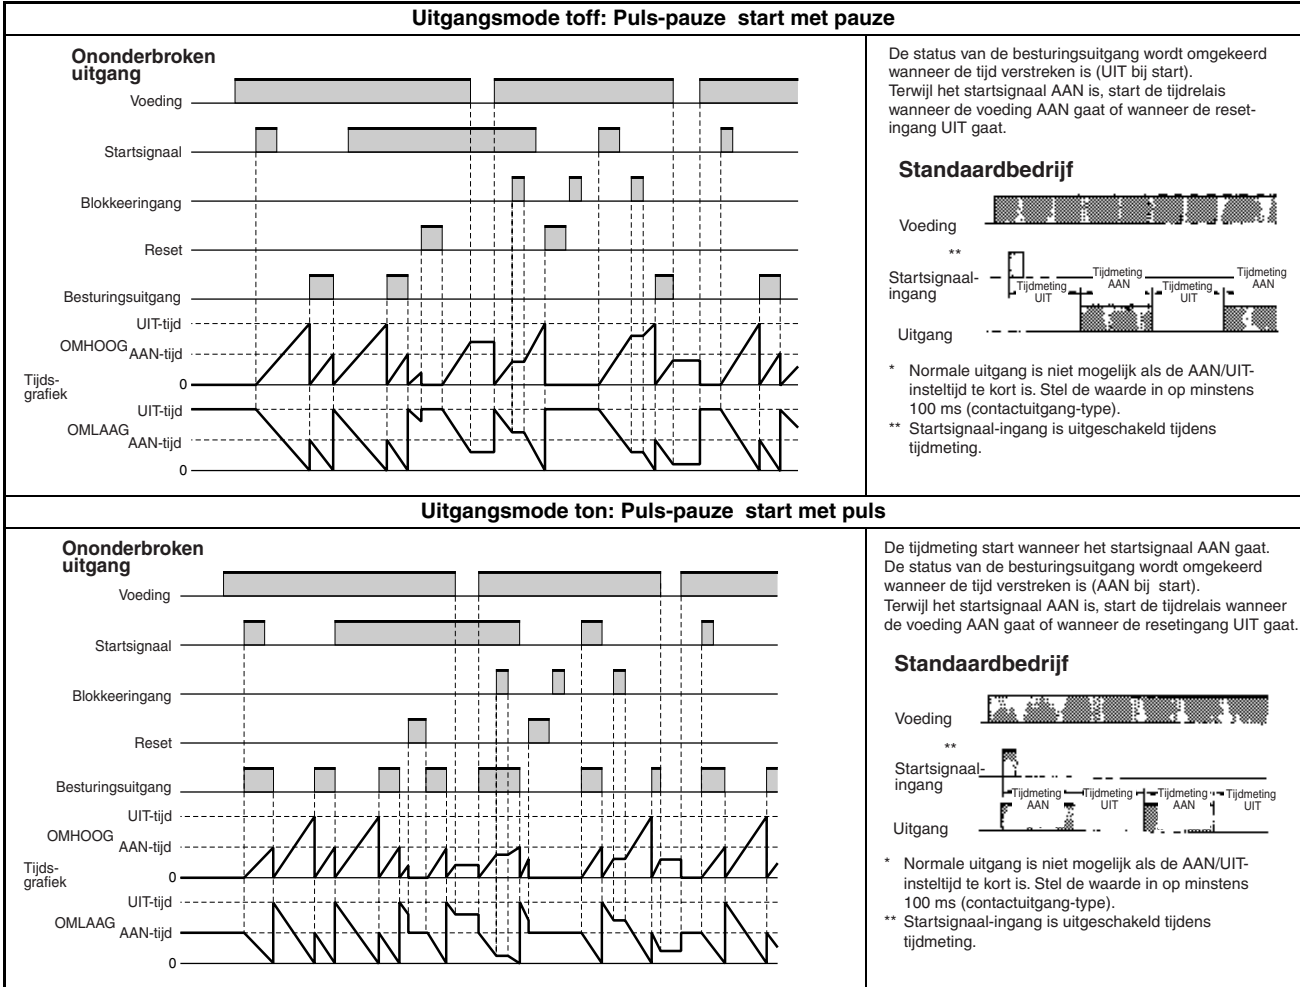 Uitgangsmode toff: Puls-pauze start met pauze
Ononderbroken
uitgang
Voeding
Startsignaal
Blokkeeringang
Reset
Besturingsuitgang
UIT-tijd
OMHOOG
AAN-tijd
Tijds-
grafiek
0
UIT-tijd
OMLAAG
AAN-tijd
0
De status van de besturingsuitgang wordt omgekeerd
wanneer de tijd verstreken is (UIT bij start).
Terwijl het startsignaal AAN is, start de tijdrelais
wanneer de voeding AAN gaat of wanneer de reset-
ingang UIT gaat.
Standaardbedrijf
Voeding
**
Startsignaal-
ingang
Tijdmeting
UIT
Tijdmeting
AAN
Tijdmeting
UIT
Tijdmeting
AAN
Uitgang
* Normale uitgang is niet mogelijk als de AAN/UIT-
insteltijd te kort is. Stel de waarde in op minstens
100 ms (contactuitgang-type).
** Startsignaal-ingang is uitgeschakeld tijdens
tijdmeting.
Uitgangsmode ton: Puls-pauze start met puls
Ononderbroken
uitgang
Voeding
Startsignaal
Blokkeeringang
Reset
Besturingsuitgang
UIT-tijd
OMHOOG
AAN-tijd
Tijds-
grafiek
0
UIT-tijd
OMLAAG
AAN-tijd
0
De tijdmeting start wanneer het startsignaal AAN gaat.
De status van de besturingsuitgang wordt omgekeerd
wanneer de tijd verstreken is (AAN bij start).
Terwijl het startsignaal AAN is, start de tijdrelais wanneer
de voeding AAN gaat of wanneer de resetingang UIT gaat.
Standaardbedrijf
Voeding
**
Startsignaal-
ingang
Tijdmeting
AAN
Tijdmeting
UIT
Tijdmeting
AAN
Tijdmeting
UIT
Uitgang
* Normale uitgang is niet mogelijk als de AAN/UIT-
insteltijd te kort is. Stel de waarde in op minstens
100 ms (contactuitgang-type).
** Startsignaal-ingang is uitgeschakeld tijdens
tijdmeting.